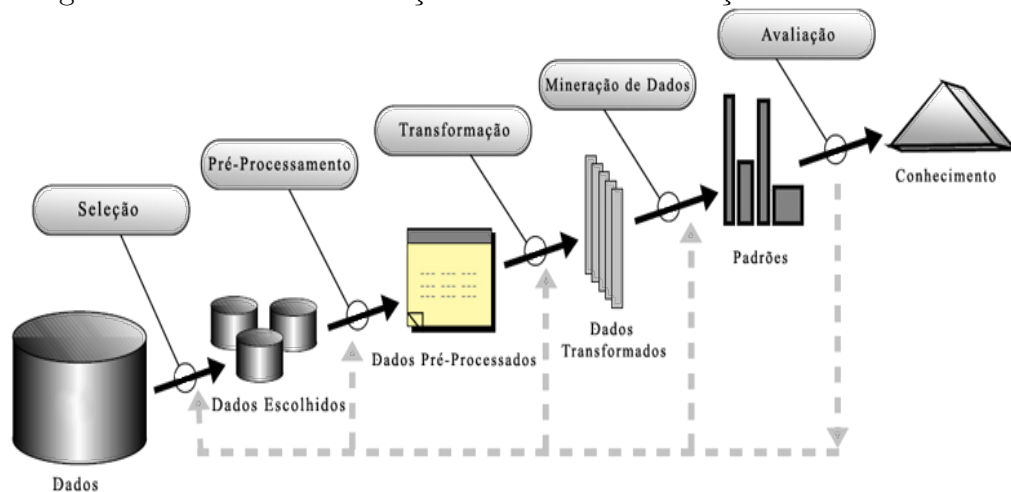 Avaliação
Mineração de Dados
Transformação
Pré-Processamento
Seleção
Conhecimento
Padrões
Dados
Transformados
Dados Pré-Processados
Dados Escolhidos
Dados